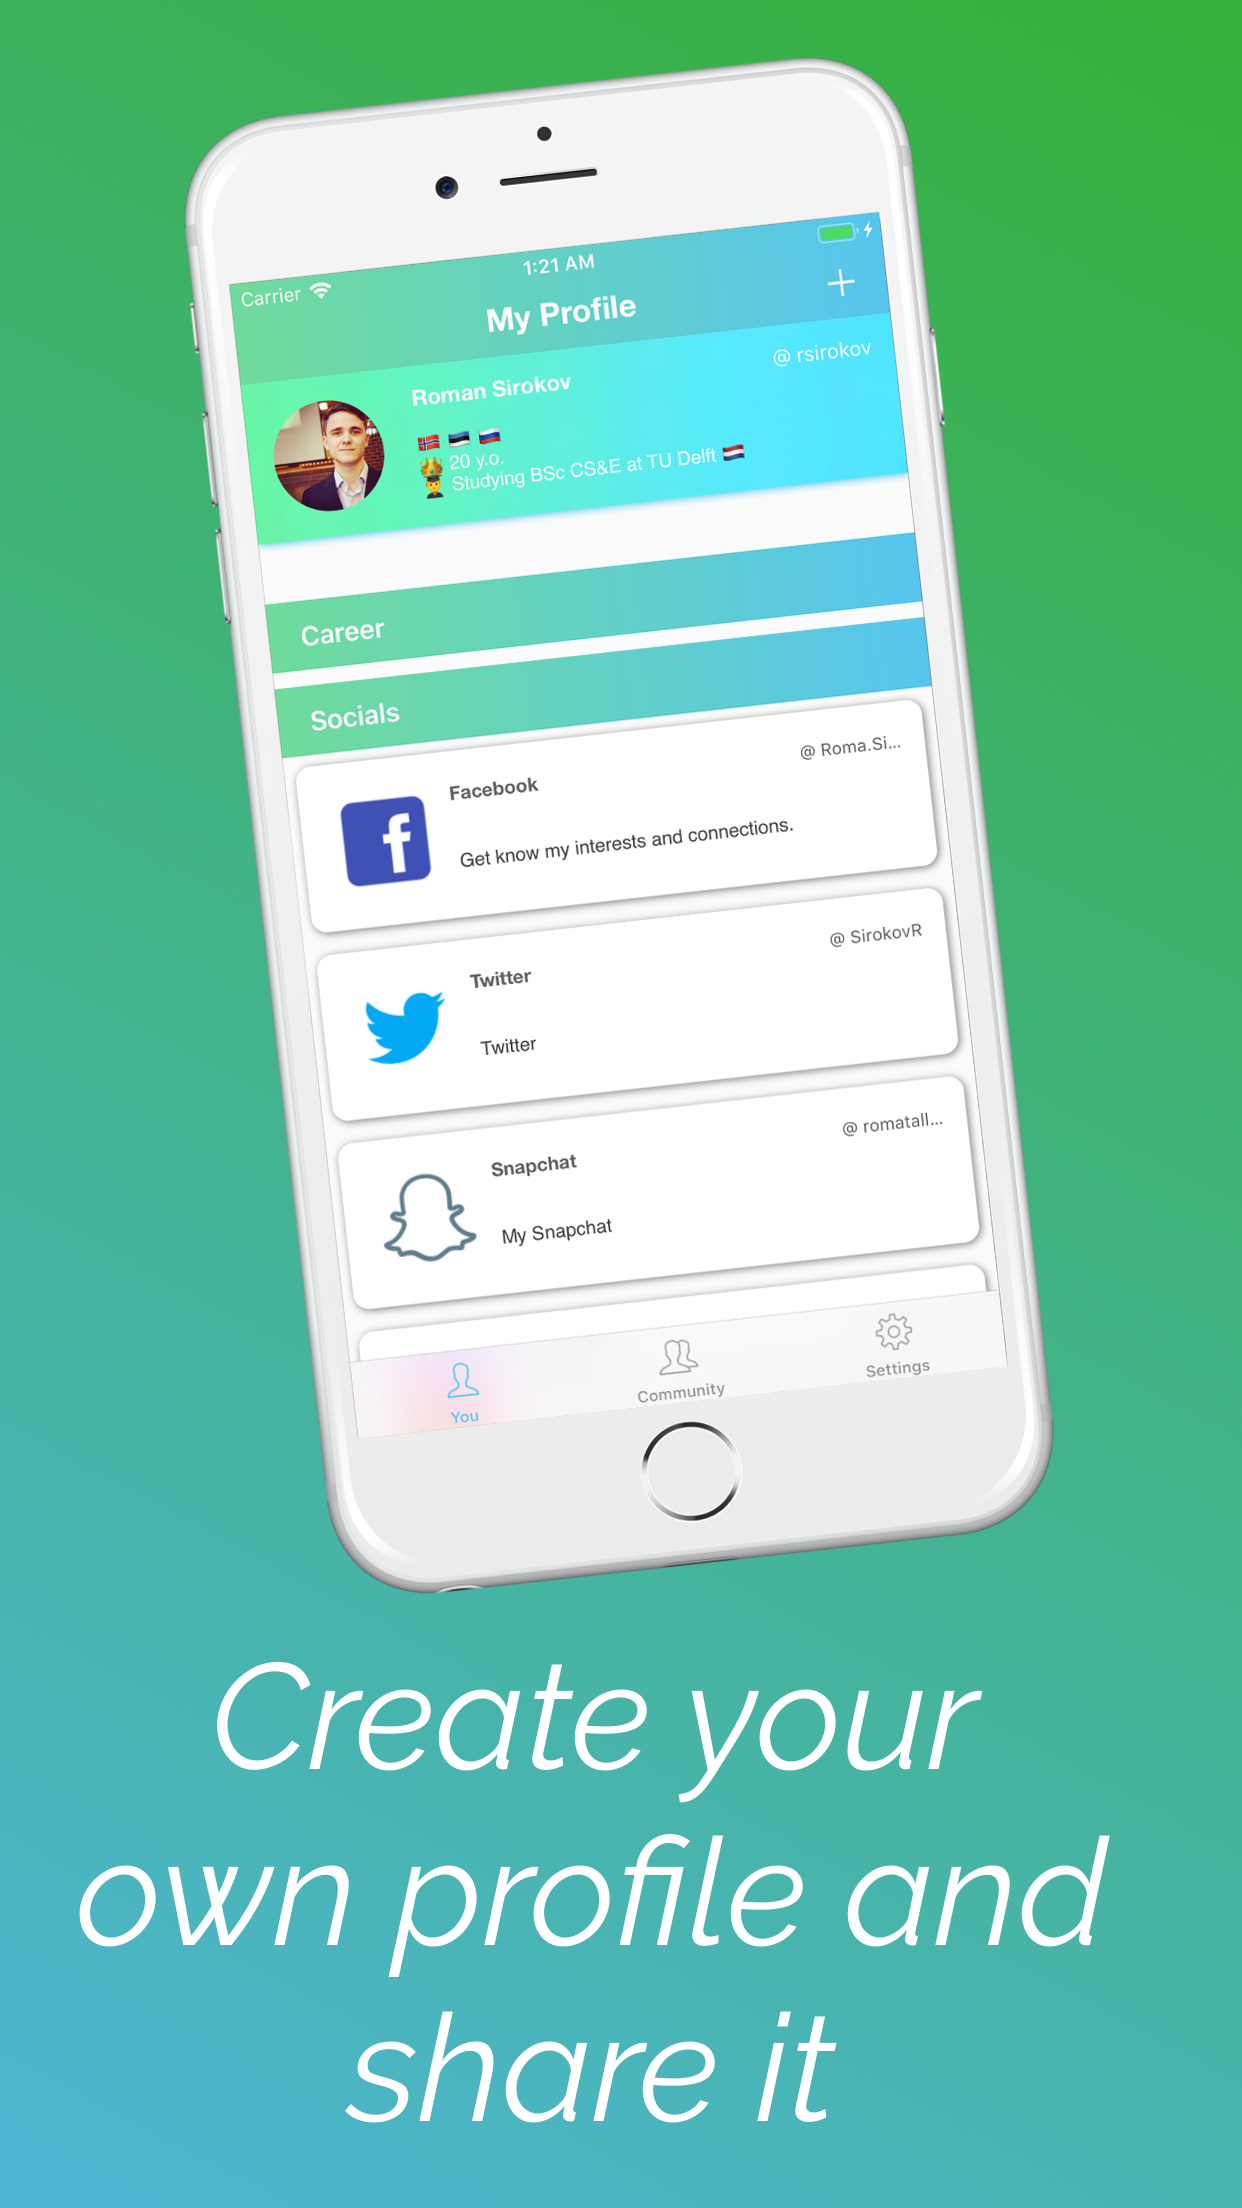 Carrier
1:21 AM
My Profile
@ rsirokov
Roman Sirokov
🇳🇴 🇪🇪 🇷🇺
20 y.o.
Studying BSc CS&E at TU Delft 🇳🇱
Career
Socials
Facebook
@ Roma.Si...
Get know my interests and connections.
Twitter
@ SirokovR
Twitter
Snapchat
@ romatall...
My Snapchat
You
Community
Settings
Create your
own profile and
share it